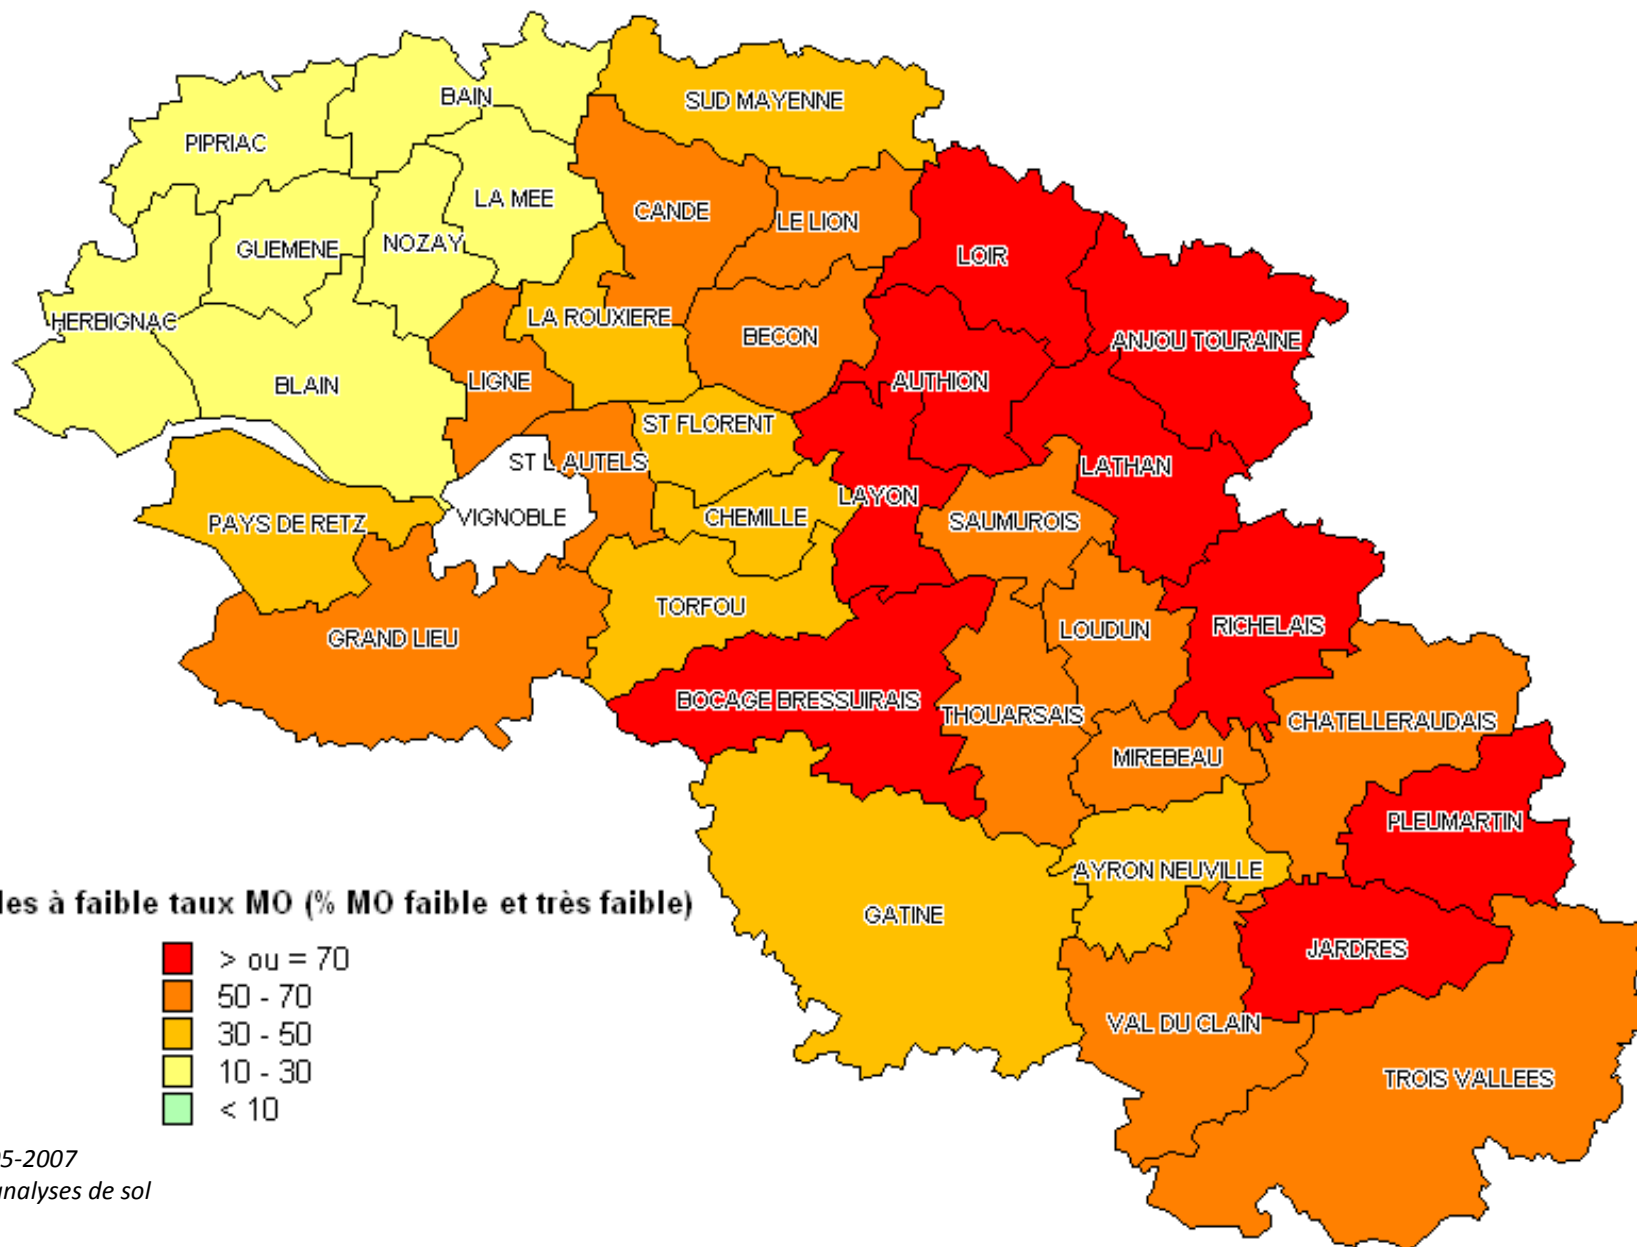 BAIN
SUD MAYENNE
PIPRIAC
LA MEE
CANDE
LE LION
GUEMENE
NOZAY
LOIR
HERBIGNAC
LA ROUXIERE
BECON
ANJOU TOURAINE
BLAIN
LIGNE
AUTHION
ST FLORENT
ST L AUTELS
LATHAN
LAYON
PAYS DE RETZ
VIGNOBLE
CHEMILLE
SAUMUROIS
TORFOU
GRAND LIEU
LOUDUN
RICHELAIS
BOCAGE BRESSUIRAIS
THOUARSAIS
CHATELLERAUDAIS
MIREBEAU
PLEUMARTIN
AYRON NEUVILLE
GATINE
JARDRES
VAL DU CLAIN
TROIS VALLEES
les à faible taux MO (% MO faible et très faible)
> ou = 70
50 - 70
30 - 50
10 - 30
< 10
5-2007
analyses de sol